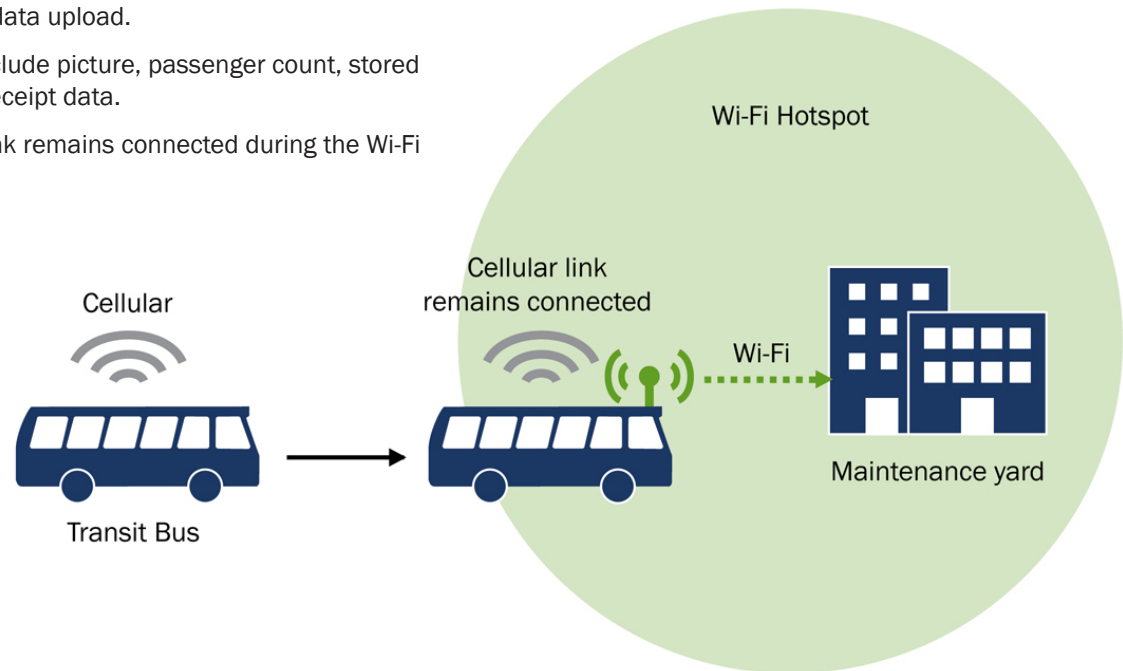 data upload.
clude picture, passenger count, stored
eceipt data.
nk remains connected during the Wi-Fi
Wi-Fi Hotspot
Cellular link
remains connected
Cellular
Wi-Fi
Maintenance yard
Transit Bus